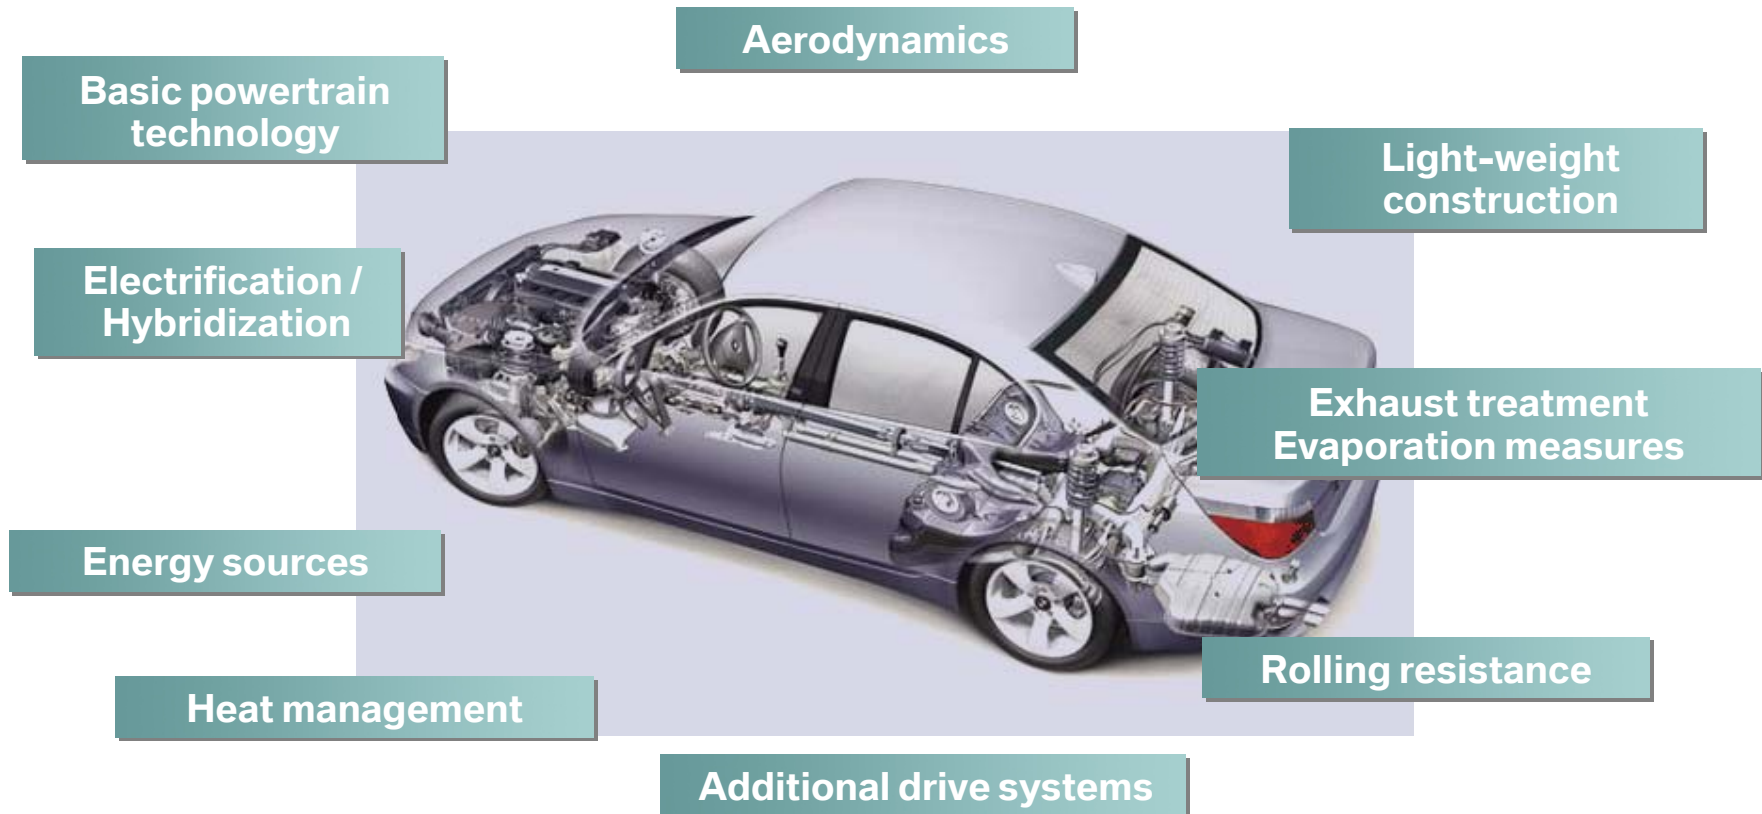 Aerodynamics
Basic powertrain
technology
Light-weight
construction
Electrification /
Hybridization
Exhaust treatment
Evaporation measures
Energy sources
Rolling resistance
Heat management
Additional drive systems